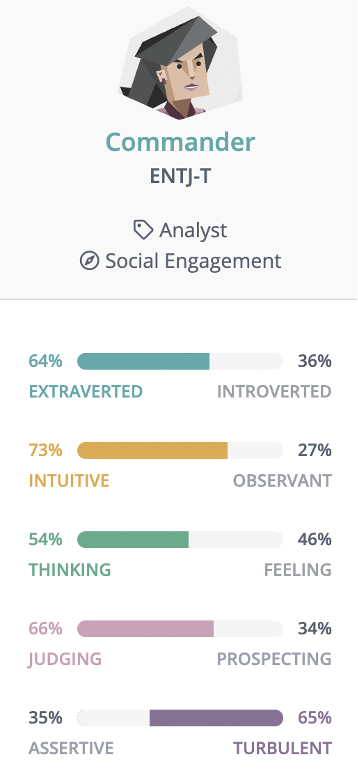 Commander
ENTJ-T
Analyst
Social Engagement
64% 36%
EXTRAVERTED INTROVERTED
73% 27%
INTUITIVE OBSERVANT
54% 46%
THINKING FEELING
66% 34%
JUDGING PROSPECTING
35% 65%
ASSERTIVE TURBULENT